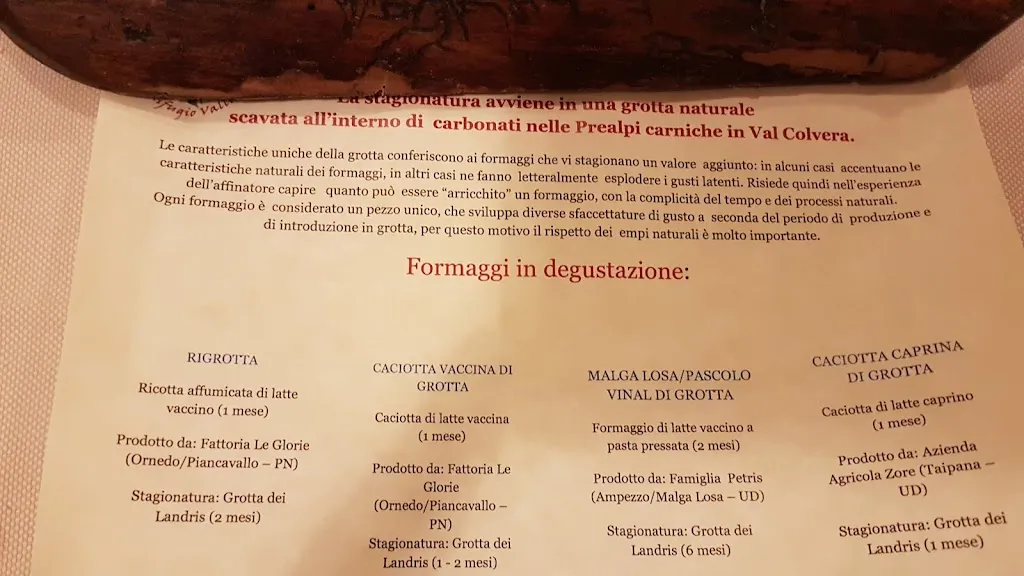 La stagionatura avviene in una grotta naturale
scavata all'interno di carbonati nelle Prealpi carniche in Val Colvera.
Le caratteristiche uniche della grotta conferiscono ai formaggi che vi stagionano un valore aggiunto: in alcuni casi accentuano le
caratteristiche naturali dei formaggi, in altri casi ne fanno letteralmente esplodere i gusti latenti. Risiede quindi nell'esperienza
dell'affinatore capire quanto può essere "arricchito" un formaggio, con la complicità del tempo e dei processi naturali.
Ogni formaggio è considerato un pezzo unico, che sviluppa diverse sfaccettature di gusto a seconda del periodo di produzione e
di introduzione in grotta, per questo motivo il rispetto dei empi naturali è molto importante.
Formaggi in degustazione:
RIGROTTA
Ricotta affumicata di latte
vaccino (1 mese)
Prodotto da: Fattoria Le Glorie
(Ornedo/Piancavallo – PN)
Stagionatura: Grotta dei
Landris (2 mesi)
CACIOTTA VACCINA DI
GROTTA
Caciotta di latte vaccina
(1 mese)
Prodotto da: Fattoria Le
Glorie
(Ornedo/Piancavallo –
PN)
Stagionatura: Grotta dei
Landris (1 - 2 mesi)
MALGA LOSA/PASCOLO
VINAL DI GROTTA
Formaggio di latte vaccino a
pasta pressata (2 mesi)
Prodotto da: Famiglia Petris
(Ampezzo/Malga Losa – UD)
Stagionatura: Grotta dei
Landris (6 mesi)
CACIOTTA CAPRINA
DI GROTTA
Caciotta di latte caprino
(1 mese)
Prodotto da: Azienda
Agricola Zore (Taipana –
UD)
Stagionatura: Grotta dei
Landris (1 mese)